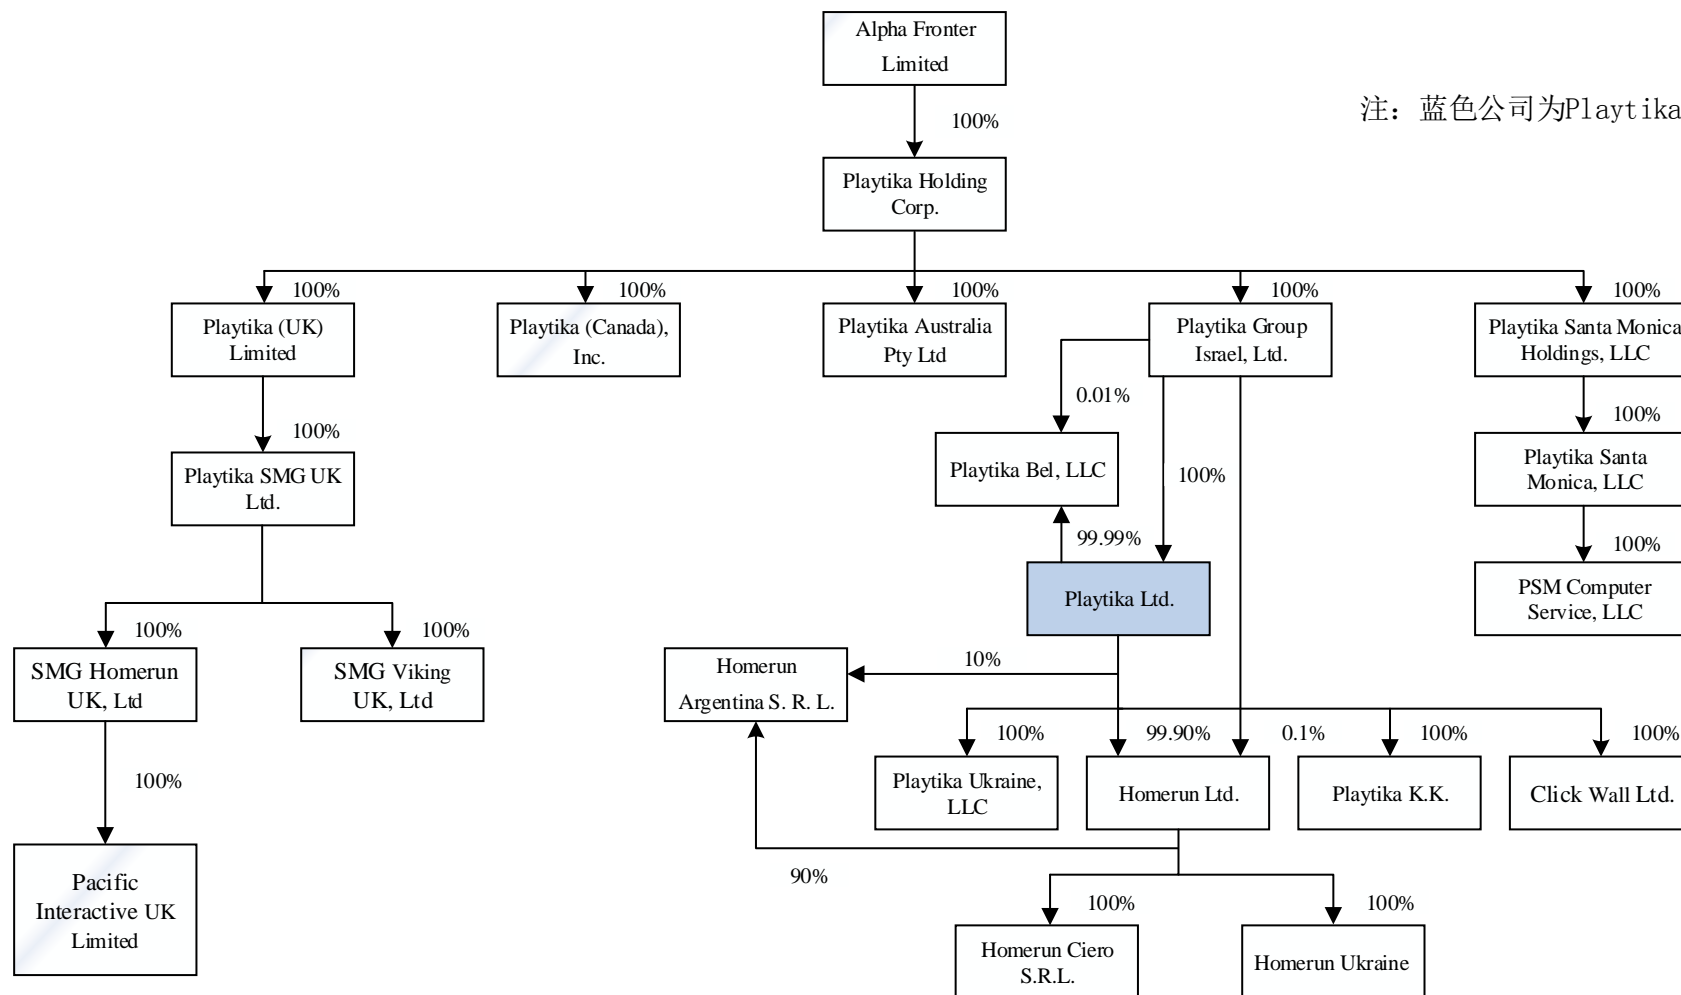 Alpha Fronter
Limited
注：蓝色公司为Playtika
100%
Playtika Holding
Corp.
100%
100%
100%
100%
100%
Playtika (UK)
Limited
Playtika (Canada),
Inc.
Playtika Australia
Pty Ltd
Playtika Group
Israel, Ltd.
Playtika Santa Monica
Holdings, LLC
0.01%
100%
100%
Playtika SMG UK
Ltd.
Playtika Bel, LLC
100%
Playtika Santa
Monica, LLC
99.99%
100%
Playtika Ltd.
PSM Computer
Service, LLC
100%
100%
SMG Homerun
UK, Ltd
SMG Viking
UK, Ltd
Homerun
Argentina S. R. L.
10%
100%
99.90%
0.1%
100%
100%
100%
Playtika Ukraine,
LLC
Homerun Ltd.
Playtika K.K.
Click Wall Ltd.
90%
Pacific
Interactive UK
Limited
100%
100%
Homerun Ciero
S.R.L.
Homerun Ukraine